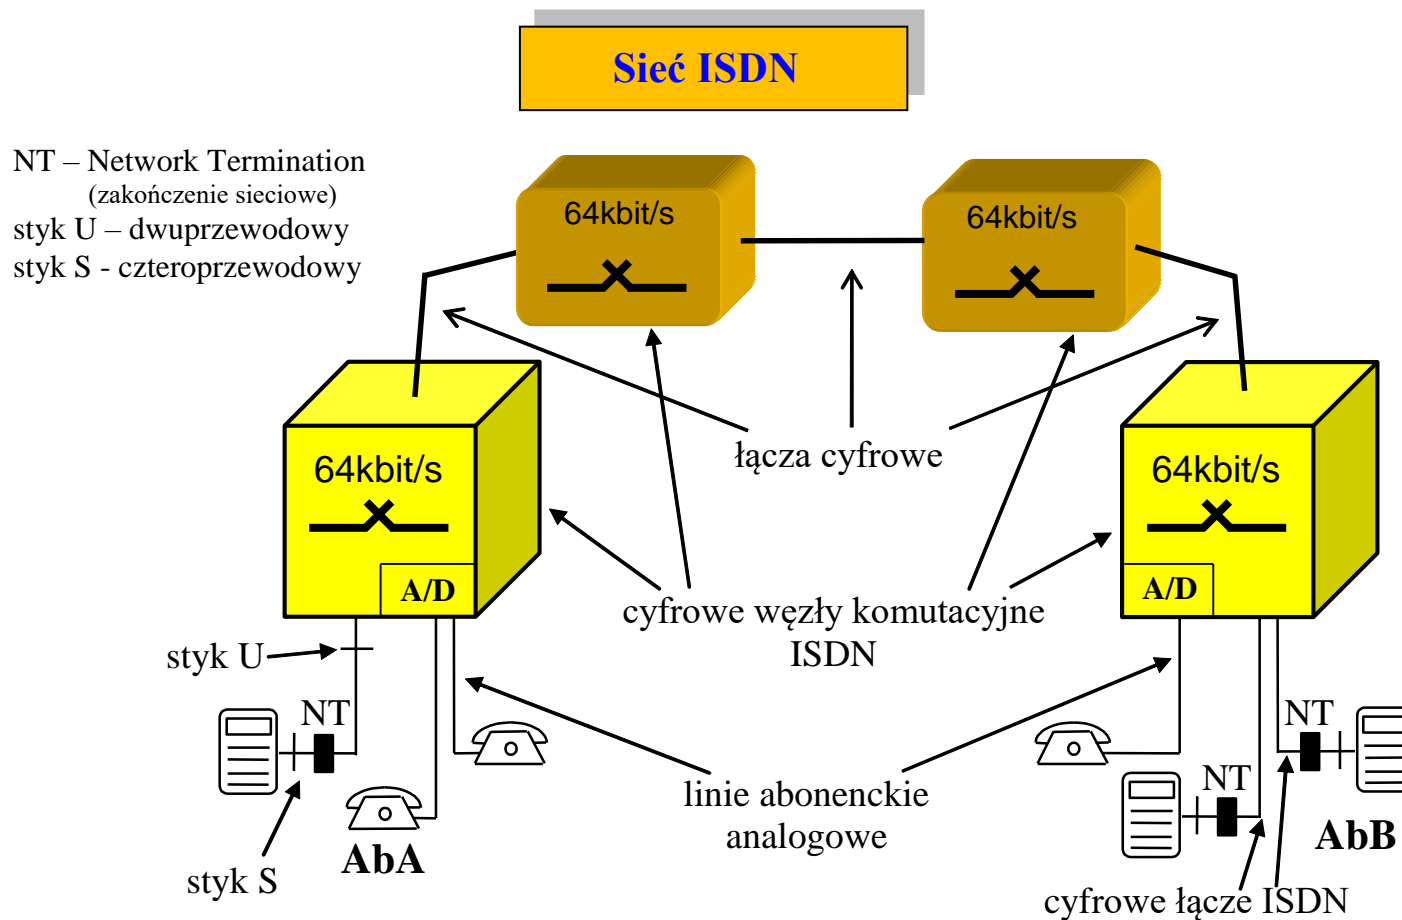 Sieć ISDN
NT – Network Termination
(zakończenie sieciowe)
styk U – dwuprzewodowy
styk S - czteroprzewodowy
64kbit/s
64kbit/s
łącza cyfrowe
64kbit/s
64kbit/s
A/D
A/D
cyfrowe węzły komutacyjne
ISDN
styk U
NT
NT
NT
linie abonenckie
analogowe
AbA
AbB
styk S
cyfrowe łącze ISDN